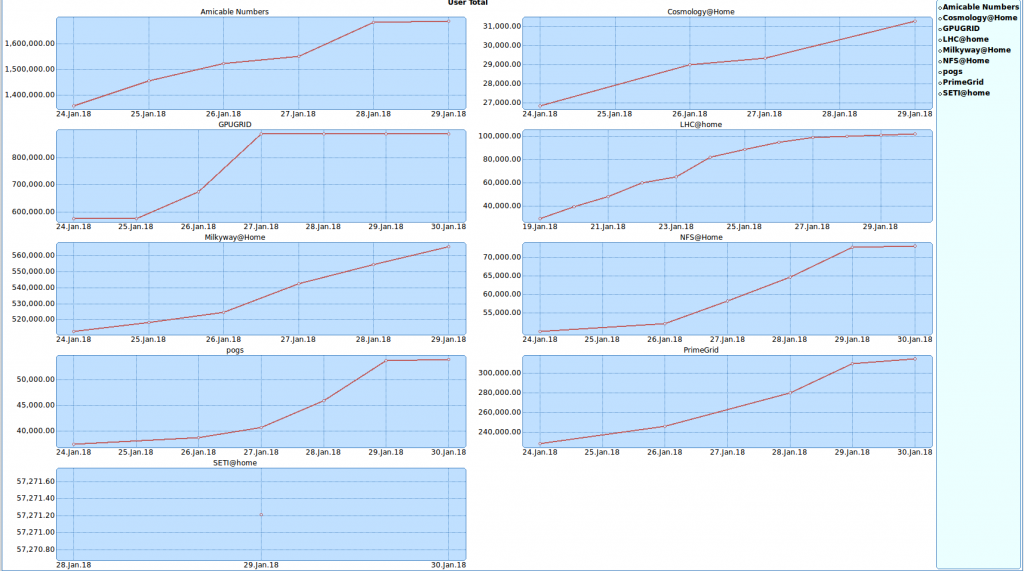 User Total
Amicable Numbers
1,600,000.00
1,500,000.00
1,400,000.00
24.Jan.18 25.Jan.18 26.Jan.18 27.Jan.18 28.Jan.18 29.Jan.18
Cosmology@Home
31,000.00
30,000.00
29,000.00
28,000.00
27,000.00
24.Jan.18 25.Jan.18 26.Jan.18 27.Jan.18 28.Jan.18 29.Jan.18
GPUGRID
800,000.00
700,000.00
600,000.00
24.Jan.18 25.Jan.18 26.Jan.18 27.Jan.18 28.Jan.18 29.Jan.18 30.Jan.18
LHC@home
100,000.00
80,000.00
60,000.00
40,000.00
19.Jan.18 21.Jan.18 23.Jan.18 25.Jan.18 27.Jan.18 29.Jan.18
Milkyway@Home
560,000.00
550,000.00
540,000.00
530,000.00
520,000.00
24.Jan.18 25.Jan.18 26.Jan.18 27.Jan.18 28.Jan.18 29.Jan.18
NFS@Home
70,000.00
65,000.00
60,000.00
55,000.00
24.Jan.18 25.Jan.18 26.Jan.18 27.Jan.18 28.Jan.18 29.Jan.18 30.Jan.18
pogs
50,000.00
45,000.00
40,000.00
24.Jan.18 25.Jan.18 26.Jan.18 27.Jan.18 28.Jan.18 29.Jan.18 30.Jan.18
PrimeGrid
300,000.00
280,000.00
260,000.00
240,000.00
24.Jan.18 25.Jan.18 26.Jan.18 27.Jan.18 28.Jan.18 29.Jan.18 30.Jan.18
SETI@home
57,271.60
57,271.40
57,271.20
57,271.00
57,270.80
28.Jan.18 29.Jan.18 30.Jan.18
Amicable Numbers
Cosmology@Home
GPUGRID
LHC@home
Milkyway@Home
NFS@Home
pogs
PrimeGrid
SETI@home